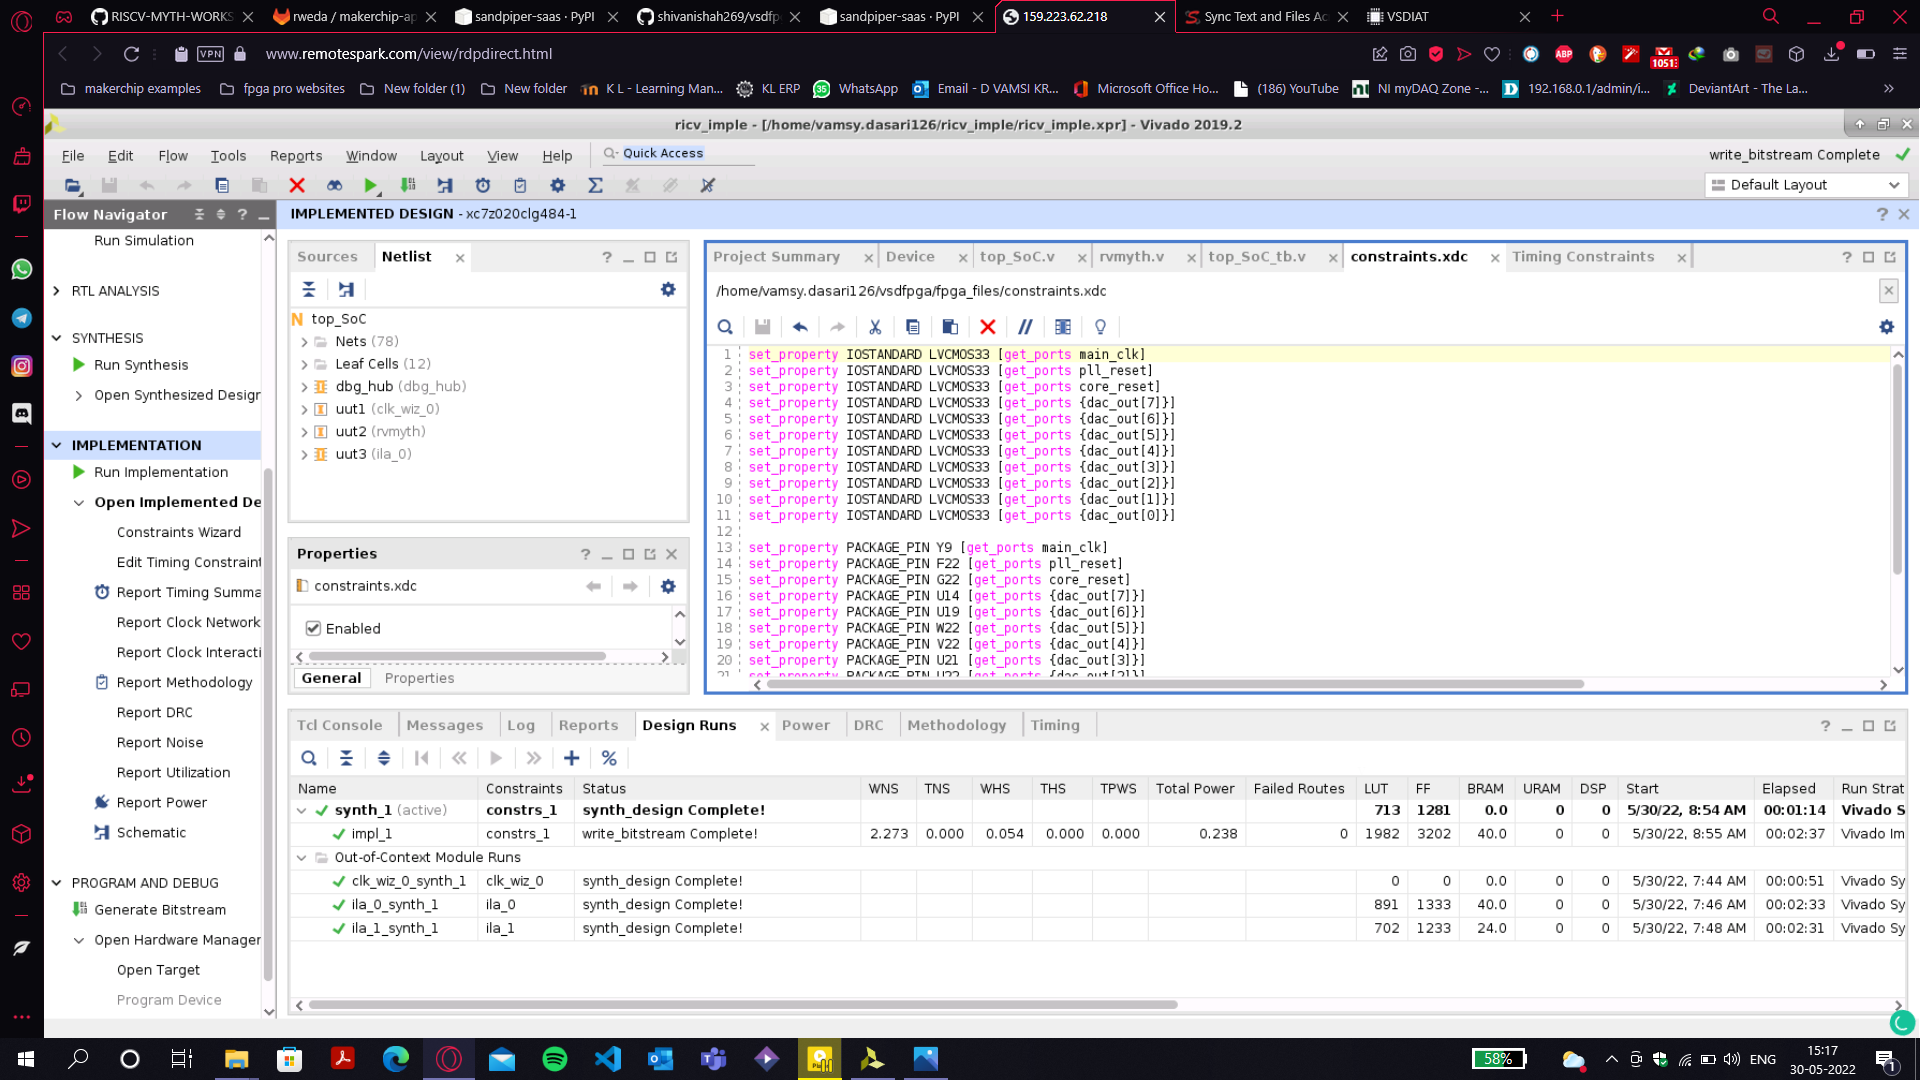 RISCV-MYTH-WORKS
rweda / makerchip-ap
sandpiper-saas · PyPI
shivanishah269/vsdfp
sandpiper-saas · PyPI
159.223.62.218
Sync Text and Files Ac
VSDIAT
VPN
www.remotespark.com/view/rdpdirect.html
ABP
1051
makerchip examples
fpga pro websites
New folder (1)
New folder
K L - Learning Man...
KL ERP
35
WhatsApp
Email - D VAMSI KR...
Microsoft Office Ho...
(186) YouTube
NI myDAQ Zone -...
192.168.0.1/admin/i...
DeviantArt - The La...
ricv_imple - [/home/vamsy.dasari126/ricv_imple/ricv_imple.xpr] - Vivado 2019.2
File Edit Flow Tools Reports Window Layout View Help
Quick Access
write_bitstream Complete
Default Layout
Flow Navigator
IMPLEMENTED DESIGN - xc7z020clg484-1
Run Simulation
RTL ANALYSIS
SYNTHESIS
Run Synthesis
Open Synthesized Design
IMPLEMENTATION
Run Implementation
Open Implemented De
Constraints Wizard
Edit Timing Constraint
Report Timing Summa
Report Clock Network
Report Clock Interacti
Report Methodology
Report DRC
Report Noise
Report Utilization
Report Power
Schematic
PROGRAM AND DEBUG
Generate Bitstream
Open Hardware Manager
Open Target
Program Device
Sources Netlist
top_SoC
Nets (78)
Leaf Cells (12)
dbg_hub (dbg_hub)
uut1 (clk_wiz_0)
uut2 (rvmyth)
uut3 (ila_0)
Properties
constraints.xdc
Enabled
General Properties
Project Summary Device top_SoC.v rvmyth.v top_SoC_tb.v constraints.xdc Timing Constraints
/home/vamsy.dasari126/vsdfpga/fpga_files/constraints.xdc
1 set_property IOSTANDARD LVCMOS33 [get_ports main_clk]
2 set_property IOSTANDARD LVCMOS33 [get_ports pll_reset]
3 set_property IOSTANDARD LVCMOS33 [get_ports core_reset]
4 set_property IOSTANDARD LVCMOS33 [get_ports {dac_out[7]}]
5 set_property IOSTANDARD LVCMOS33 [get_ports {dac_out[6]}]
6 set_property IOSTANDARD LVCMOS33 [get_ports {dac_out[5]}]
7 set_property IOSTANDARD LVCMOS33 [get_ports {dac_out[4]}]
8 set_property IOSTANDARD LVCMOS33 [get_ports {dac_out[3]}]
9 set_property IOSTANDARD LVCMOS33 [get_ports {dac_out[2]}]
10 set_property IOSTANDARD LVCMOS33 [get_ports {dac_out[1]}]
11 set_property IOSTANDARD LVCMOS33 [get_ports {dac_out[0]}]
12
13 set_property PACKAGE_PIN Y9 [get_ports main_clk]
14 set_property PACKAGE_PIN F22 [get_ports pll_reset]
15 set_property PACKAGE_PIN G22 [get_ports core_reset]
16 set_property PACKAGE_PIN U14 [get_ports {dac_out[7]}]
17 set_property PACKAGE_PIN U19 [get_ports {dac_out[6]}]
18 set_property PACKAGE_PIN W22 [get_ports {dac_out[5]}]
19 set_property PACKAGE_PIN V22 [get_ports {dac_out[4]}]
20 set_property PACKAGE_PIN U21 [get_ports {dac_out[3]}]
21 set_property PACKAGE_PIN U22 [get_ports {dac_out[2]}]
Tcl Console Messages Log Reports Design Runs Power DRC Methodology Timing
Name Constraints Status WNS TNS WHS THS TPWS Total Power Failed Routes LUT FF BRAM URAM DSP Start Elapsed Run Strat
synth_1 (active) constrs_1 synth_design Complete! 713 1281 0.0 0 0 5/30/22, 8:54 AM 00:01:14 Vivado S
impl_1 constrs_1 write_bitstream Complete! 2.273 0.000 0.054 0.000 0.000 0.238 0 1982 3202 40.0 0 0 5/30/22, 8:55 AM 00:02:37 Vivado Im
Out-of-Context Module Runs
clk_wiz_0_synth_1 clk_wiz_0 synth_design Complete! 0 0 0.0 0 0 5/30/22, 7:44 AM 00:00:51 Vivado Sy
ila_0_synth_1 ila_0 synth_design Complete! 891 1333 40.0 0 0 5/30/22, 7:46 AM 00:02:33 Vivado Sy
ila_1_synth_1 ila_1 synth_design Complete! 702 1233 24.0 0 0 5/30/22, 7:48 AM 00:02:31 Vivado Sy
58%
ENG
15:17
30-05-2022
1